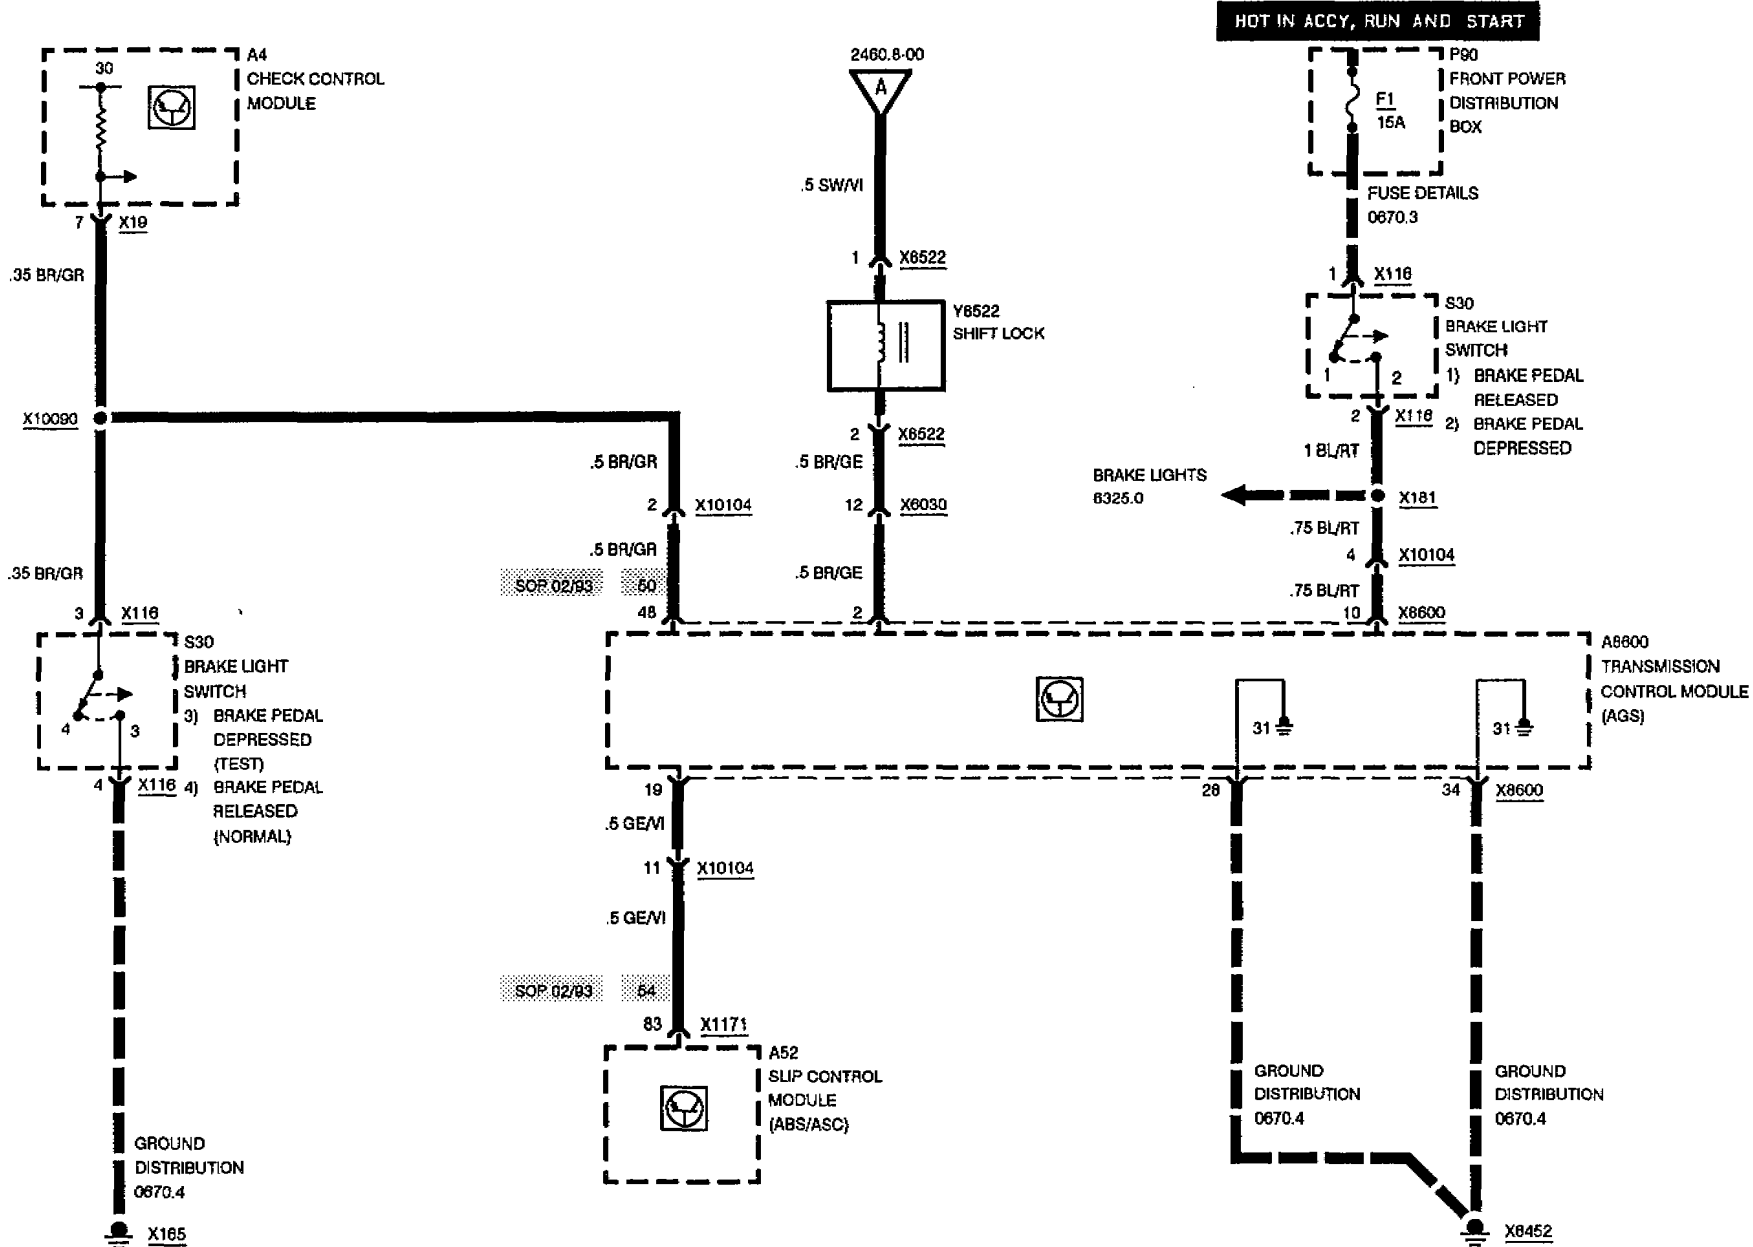 HOT IN ACCY, RUN AND START
A4
CHECK CONTROL
MODULE
30
7 X19
.35 BR/GR
X10090
.35 BR/GR
3 X116
S30
BRAKE LIGHT
SWITCH
3) BRAKE PEDAL
DEPRESSED
(TEST)
4) BRAKE PEDAL
RELEASED
(NORMAL)
4 3
4 X116
GROUND
DISTRIBUTION
0670.4
X165
.5 BR/GR
2 X10104
.5 BR/GR
SOP 02/93 50
48
2460.8-00
A
.5 SW/VI
1 X6522
Y6522
SHIFT LOCK
2 X6522
.5 BR/GE
12 X6030
.5 BR/GE
2
P90
FRONT POWER
DISTRIBUTION
BOX
F1
15A
FUSE DETAILS
0670.3
1 X116
S30
BRAKE LIGHT
SWITCH
1) BRAKE PEDAL
RELEASED
2) BRAKE PEDAL
DEPRESSED
1 2
2 X116
1 BL/RT
BRAKE LIGHTS
6325.0
X181
.75 BL/RT
4 X10104
.75 BL/RT
10 X8600
A8600
TRANSMISSION
CONTROL MODULE
(AGS)
31 31
19 28 34 X8600
.5 GE/VI
11 X10104
.5 GE/VI
SOP 02/93 54
83 X1171
A52
SLIP CONTROL
MODULE
(ABS/ASC)
GROUND
DISTRIBUTION
0670.4
GROUND
DISTRIBUTION
0670.4
X6452